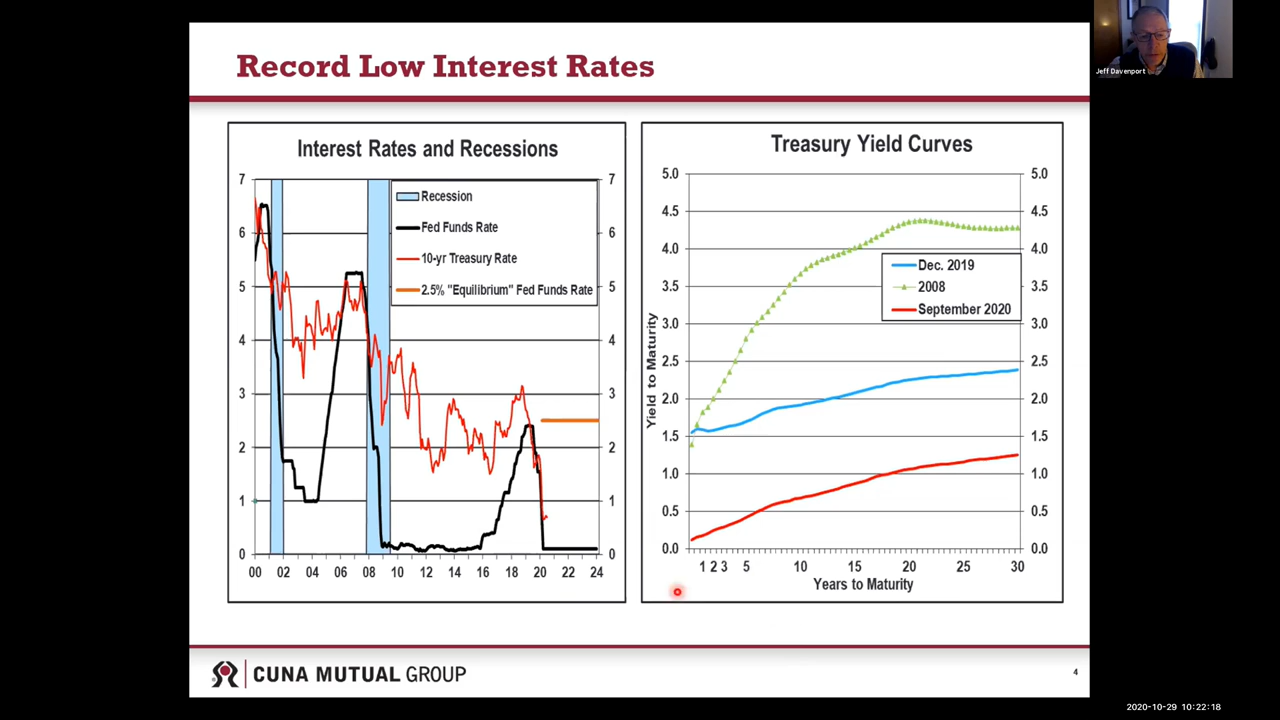 Record Low Interest Rates
Jeff Davenport
Interest Rates and Recessions
7
6
5
4
3
2
1
0
7
6
5
4
3
2
1
0
Recession
Fed Funds Rate
10-yr Treasury Rate
2.5% "Equilibrium" Fed Funds Rate
00 02 04 06 08 10 12 14 16 18 20 22 24
Treasury Yield Curves
5.0
4.5
4.0
3.5
3.0
2.5
2.0
1.5
1.0
0.5
0.0
5.0
4.5
4.0
3.5
3.0
2.5
2.0
1.5
1.0
0.5
0.0
Yield to Maturity
Dec. 2019
2008
September 2020
1 2 3 5 10 15 20 25 30
Years to Maturity
CUNA MUTUAL GROUP
4
2020-10-29 10:22:18